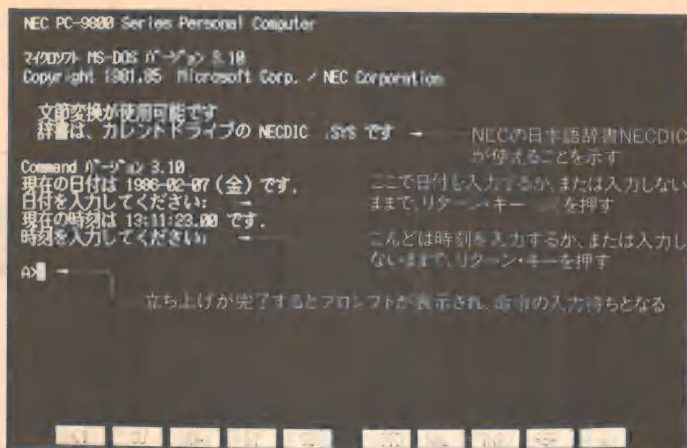 NEC PC-9800 Series Personal Computer
マイクロソフト MS-DOS バージョン 3.10
Copyright 1981,85 Microsoft Corp. / NEC Corporation
文節変換が使用可能です
辞書は、カレントドライブの NECDIC .SYS です
NECの日本語辞書NECDIC
が使えることを示す
Command バージョン 3.10
現在の日付は 1986-02-07 (金) です.
日付を入力してください:
ここで日付を入力するか、または入力しない
ままで、リターン・キー を押す
現在の時刻は 13:11:23.00 です.
時刻を入力してください:
こんどは時刻を入力するか、または入力し
ないままで、リターン・キーを押す
A>
立ち上げが完了するとプロンプトが表示され、命令の入力待ちとなる